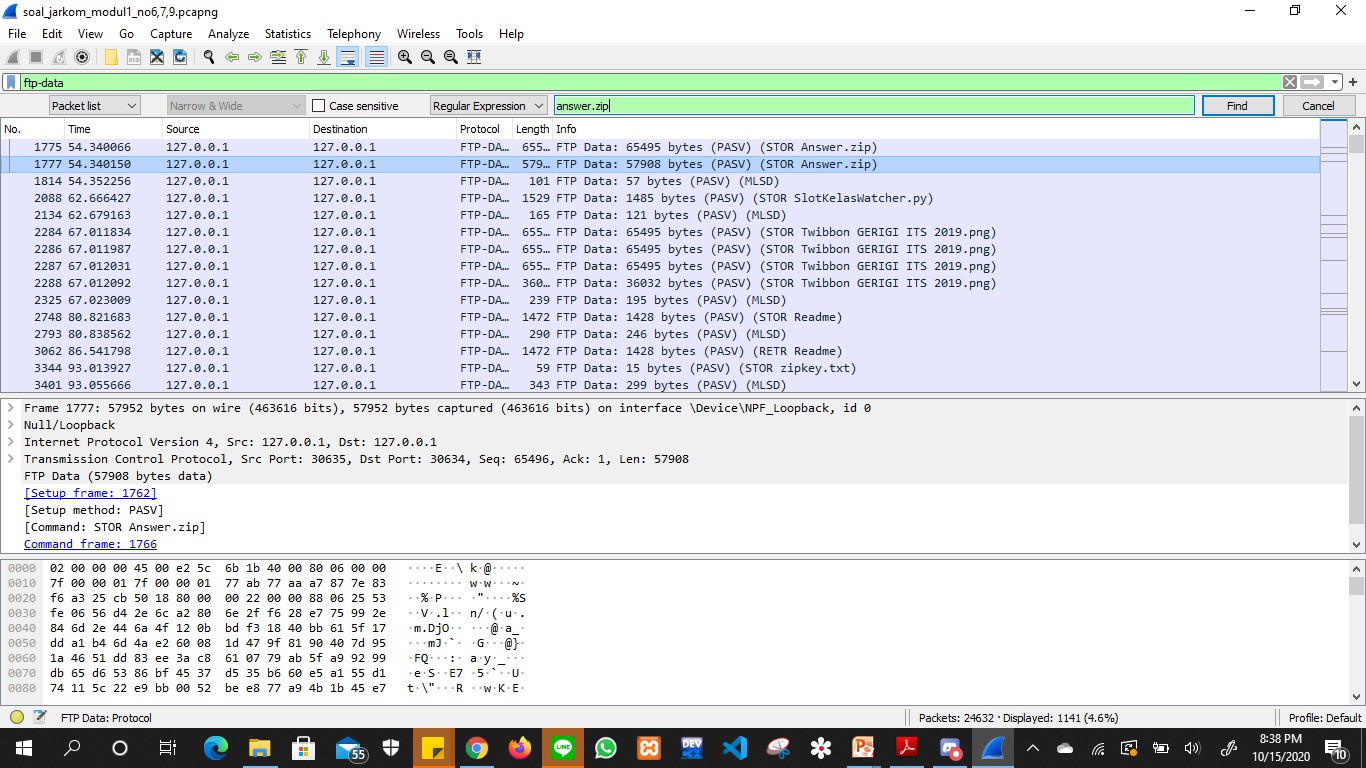 soal_jarkom_modul1_no6,7,9.pcapng
File Edit View Go Capture Analyze Statistics Telephony Wireless Tools Help
ftp-data
Packet list Narrow & Wide Case sensitive Regular Expression answer.zip Find Cancel
No. Time Source Destination Protocol Length Info
1775 54.340066 127.0.0.1 127.0.0.1 FTP-DA… 655… FTP Data: 65495 bytes (PASV) (STOR Answer.zip)
1777 54.340150 127.0.0.1 127.0.0.1 FTP-DA… 579… FTP Data: 57908 bytes (PASV) (STOR Answer.zip)
1814 54.352256 127.0.0.1 127.0.0.1 FTP-DA… 101 FTP Data: 57 bytes (PASV) (MLSD)
2088 62.666427 127.0.0.1 127.0.0.1 FTP-DA… 1529 FTP Data: 1485 bytes (PASV) (STOR SlotKelasWatcher.py)
2134 62.679163 127.0.0.1 127.0.0.1 FTP-DA… 165 FTP Data: 121 bytes (PASV) (MLSD)
2284 67.011834 127.0.0.1 127.0.0.1 FTP-DA… 655… FTP Data: 65495 bytes (PASV) (STOR Twibbon GERIGI ITS 2019.png)
2286 67.011987 127.0.0.1 127.0.0.1 FTP-DA… 655… FTP Data: 65495 bytes (PASV) (STOR Twibbon GERIGI ITS 2019.png)
2287 67.012031 127.0.0.1 127.0.0.1 FTP-DA… 655… FTP Data: 65495 bytes (PASV) (STOR Twibbon GERIGI ITS 2019.png)
2288 67.012092 127.0.0.1 127.0.0.1 FTP-DA… 360… FTP Data: 36032 bytes (PASV) (STOR Twibbon GERIGI ITS 2019.png)
2325 67.023009 127.0.0.1 127.0.0.1 FTP-DA… 239 FTP Data: 195 bytes (PASV) (MLSD)
2748 80.821683 127.0.0.1 127.0.0.1 FTP-DA… 1472 FTP Data: 1428 bytes (PASV) (STOR Readme)
2793 80.838562 127.0.0.1 127.0.0.1 FTP-DA… 290 FTP Data: 246 bytes (PASV) (MLSD)
3062 86.541798 127.0.0.1 127.0.0.1 FTP-DA… 1472 FTP Data: 1428 bytes (PASV) (RETR Readme)
3344 93.013927 127.0.0.1 127.0.0.1 FTP-DA… 59 FTP Data: 15 bytes (PASV) (STOR zipkey.txt)
3401 93.055666 127.0.0.1 127.0.0.1 FTP-DA… 343 FTP Data: 299 bytes (PASV) (MLSD)
Frame 1777: 57952 bytes on wire (463616 bits), 57952 bytes captured (463616 bits) on interface \Device\NPF_Loopback, id 0
Null/Loopback
Internet Protocol Version 4, Src: 127.0.0.1, Dst: 127.0.0.1
Transmission Control Protocol, Src Port: 30635, Dst Port: 30634, Seq: 65496, Ack: 1, Len: 57908
FTP Data (57908 bytes data)
[Setup frame: 1762]
[Setup method: PASV]
[Command: STOR Answer.zip]
Command frame: 1766
0000 02 00 00 00 45 00 e2 5c 6b 1b 40 00 80 06 00 00 ····E··\ k·@·····
0010 7f 00 00 01 7f 00 00 01 77 ab 77 aa a7 87 7e 83 ········ w·w···~·
0020 f6 a3 25 cb 50 18 80 00 00 22 00 00 88 06 25 53 ··%·P··· ·"····%S
0030 fe 06 56 d4 2e 6c a2 80 6e 2f f6 28 e7 75 99 2e ··V·.l·· n/·(·u·.
0040 84 6d 2e 44 6a 4f 12 0b bd f3 18 40 bb 61 5f 17 ·m.DjO·· ···@·a_·
0050 dd a1 b4 6d 4a e2 60 08 1d 47 9f 81 90 40 7d 95 ···mJ·`· ·G···@}·
0060 1a 46 51 dd 83 ee 3a c8 61 07 79 ab 5f a9 92 99 ·FQ···:· a·y·_···
0070 db 65 d6 53 86 bf 45 37 d5 35 b6 60 e5 a1 55 d1 ·e·S··E7 ·5·`··U·
0080 74 11 5c 22 e9 bb 00 52 be e8 77 a9 4b 1b 45 e7 t·\"···R ··w·K·E·
FTP Data: Protocol Packets: 24632 · Displayed: 1141 (4.6%) Profile: Default
55 DEV 8:38 PM 10
LINE 10/15/2020